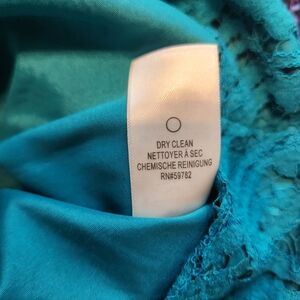 DRY CLEAN
NETTOYER À SEC
CHEMISCHE REINIGUNG
RN#59782